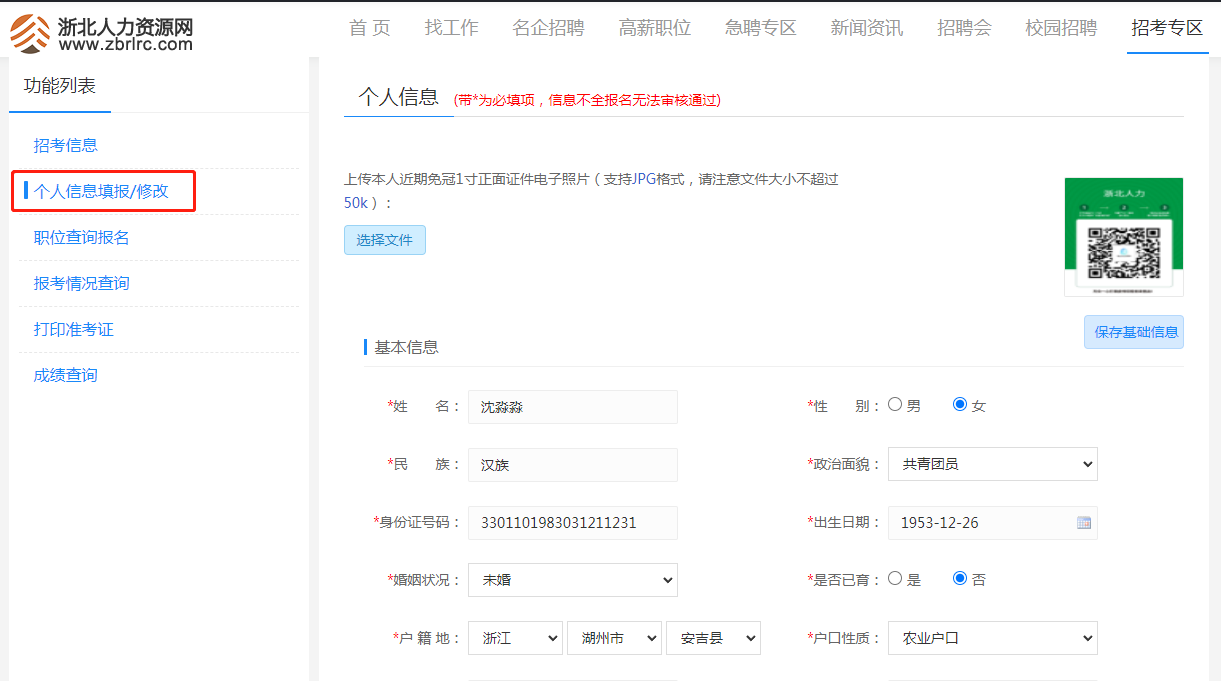 浙北人力资源网
www.zbrlrc.com
首 页 找工作 名企招聘 高薪职位 急聘专区 新闻资讯 招聘会 校园招聘 招考专区
功能列表
招考信息
个人信息填报/修改
职位查询报名
报考情况查询
打印准考证
成绩查询
个人信息 (带*为必填项，信息不全报名无法审核通过)
上传本人近期免冠1寸正面证件电子照片（支持JPG格式，请注意文件大小不超过
50k）：
选择文件
浙北人力
保存基础信息
基本信息
*姓 名： 沈淼淼 *性 别： 男 女
*民 族： 汉族 *政治面貌： 共青团员
*身份证号码： 3301101983031211231 *出生日期： 1953-12-26
*婚姻状况： 未婚 *是否已育： 是 否
*户 籍 地： 浙江 湖州市 安吉县 *户口性质： 农业户口